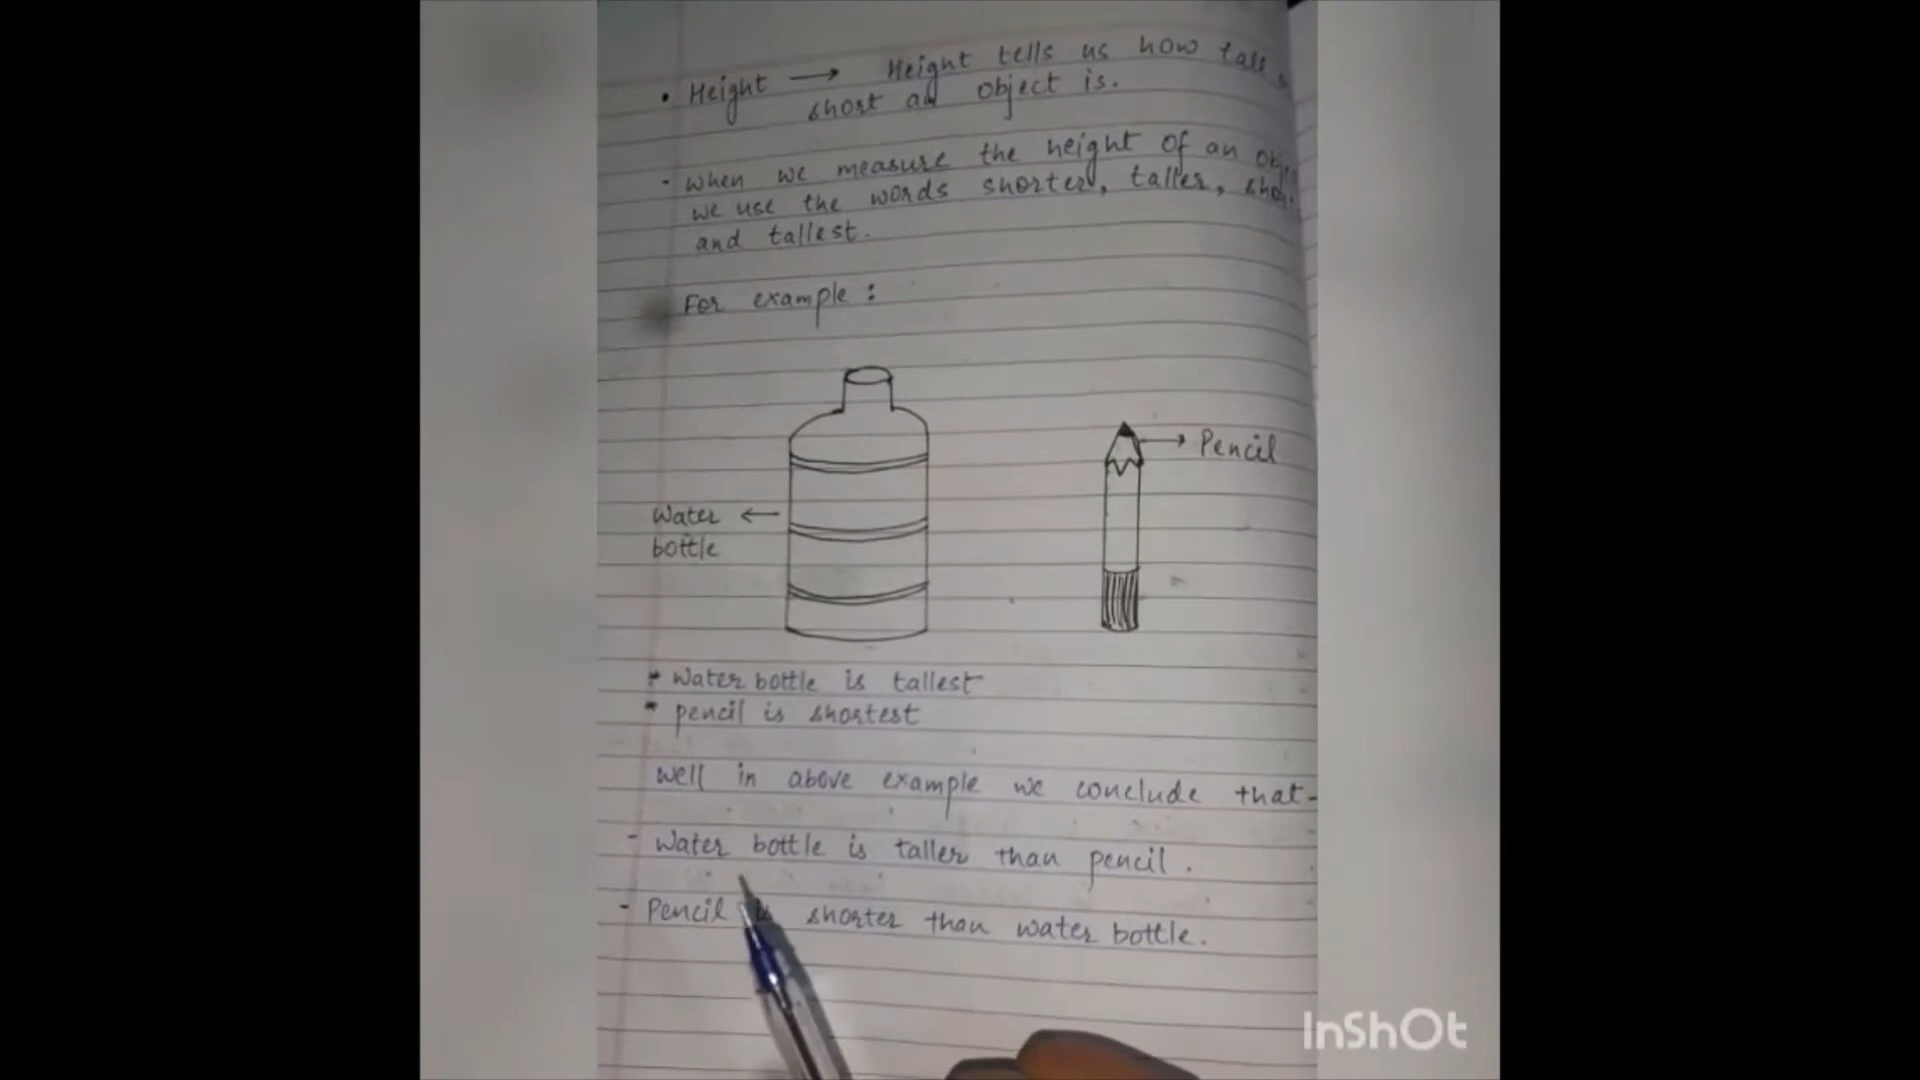 • Height → Height tells us how tall
short an object is.
- when we measure the height of an
we use the words shorter, taller,
and tallest.
For example :
→ Pencil
Water ←
bottle
* Water bottle is tallest
* pencil is shortest
well in above example we conclude that-
- Water bottle is taller than pencil .
- Pencil is shorter than water bottle.
InShOt